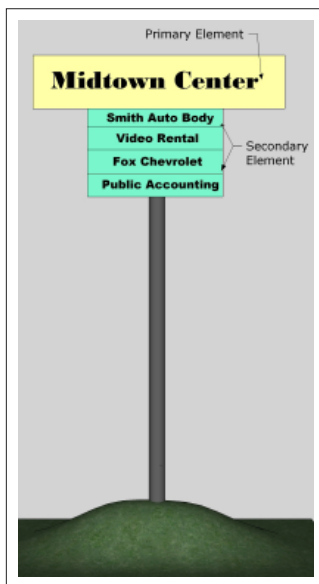 Primary Element
Midtown Center
Smith Auto Body
Video Rental
Fox Chevrolet
Public Accounting
Secondary
Element